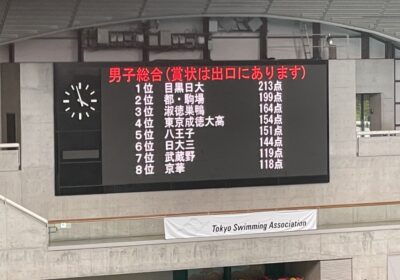 男子総合(賞状は出口にあります)
1位 目黒日大 213点
2位 都・駒場 199点
3位 淑徳巣鴨 164点
4位 東京成徳大高 154点
5位 八王子 151点
6位 日大三 144点
7位 武蔵野 119点
8位 京華 118点
Tokyo Swimming Association